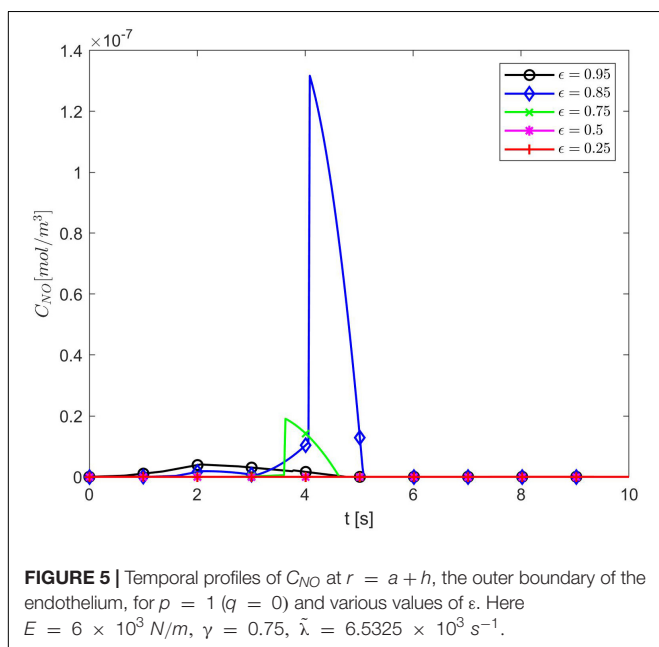 ×10⁻⁷
1.4
1.2
1
0.8
0.6
0.4
0.2
0
C_NO [mol/m³]
0 2 4 6 8 10
t [s]
ϵ = 0.95
ϵ = 0.85
ϵ = 0.75
ϵ = 0.5
ϵ = 0.25
FIGURE 5 | Temporal profiles of C_NO at r = a + h, the outer boundary of the
endothelium, for p = 1 (q = 0) and various values of ε. Here
E = 6 × 10³ N/m, γ = 0.75, λ̃ = 6.5325 × 10³ s⁻¹.